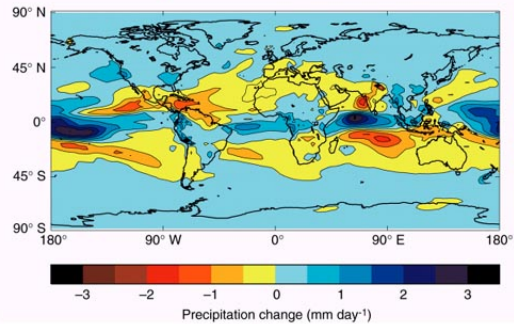 90° N
45° N
0°
45° S
90° S
180° 90° W 0° 90° E 180°
−3 −2 −1 0 1 2 3
Precipitation change (mm day⁻¹)